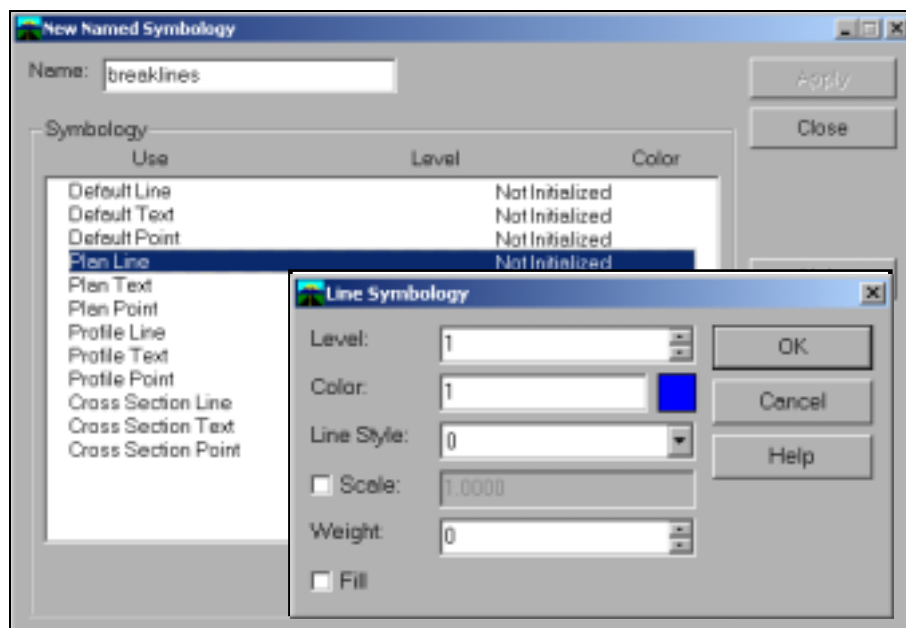 New Named Symbology
Name: breaklines
Apply
Close
Symbology
Use Level Color
Default Line Not Initialized
Default Text Not Initialized
Default Point Not Initialized
Plan Line Not Initialized
Plan Text
Plan Point
Profile Line
Profile Text
Profile Point
Cross Section Line
Cross Section Text
Cross Section Point
Line Symbology
Level: 1
OK
Color: 1
Cancel
Line Style: 0
Help
Scale: 1.0000
Weight: 0
Fill